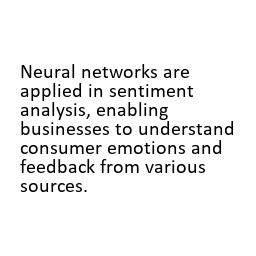 Neural networks are
applied in sentiment
analysis, enabling
businesses to understand
consumer emotions and
feedback from various
sources.